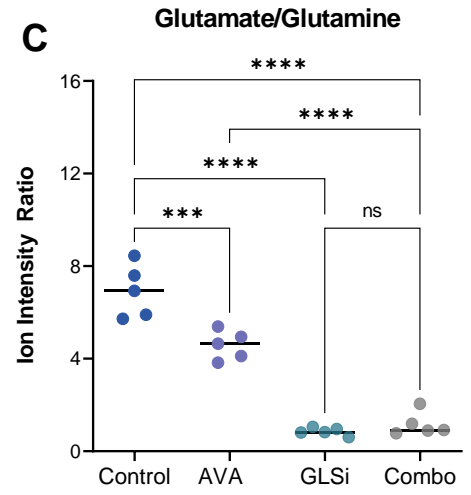 C
Glutamate/Glutamine
Ion Intensity Ratio
16
12
8
4
0
****
****
****
***
ns
Control AVA GLSi Combo